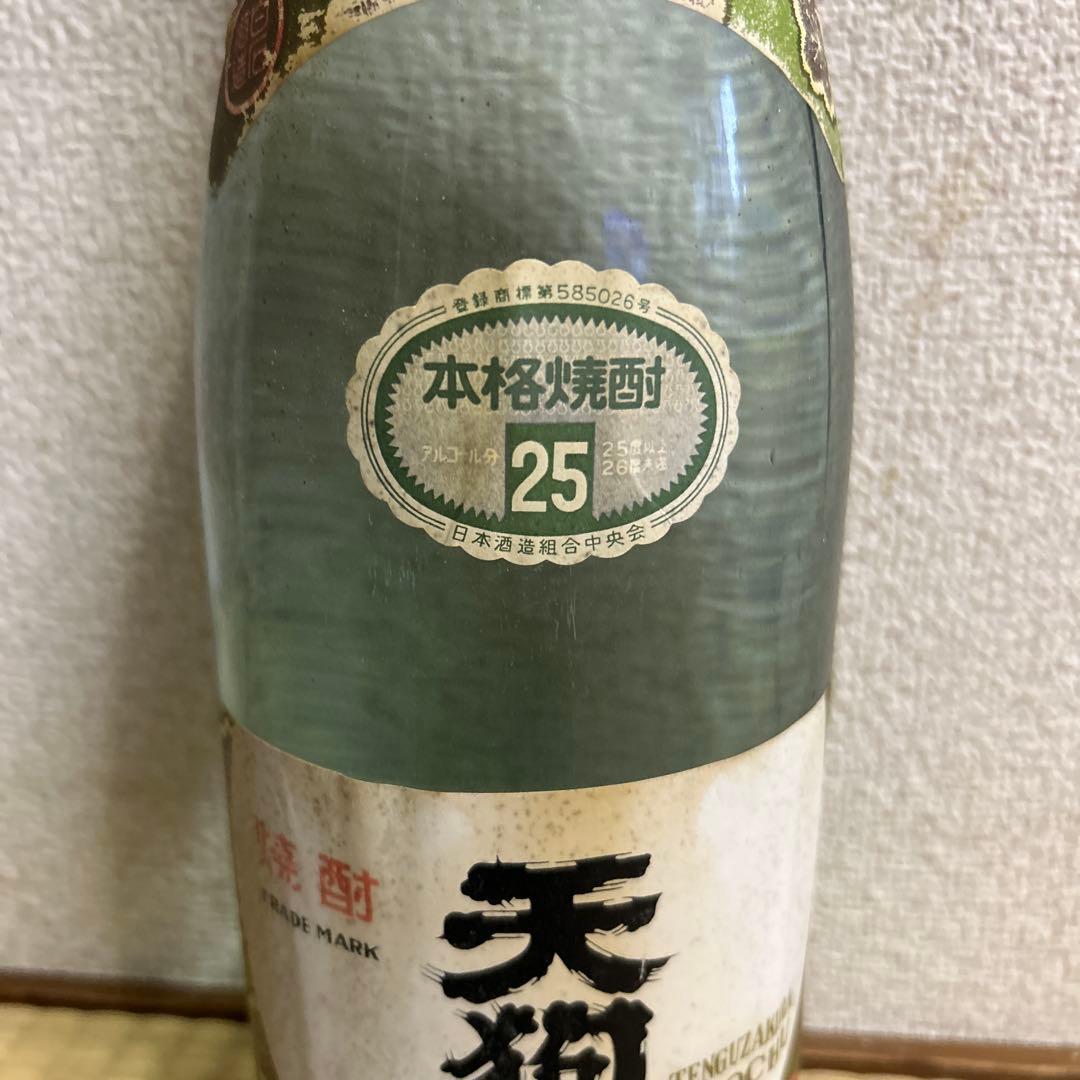 登録商標第585026号
本格焼酎
アルコール分
25
25度以上
26度未満
日本酒造組合中央会
焼酎
TRADE MARK
天狗
TENGUZAKURA